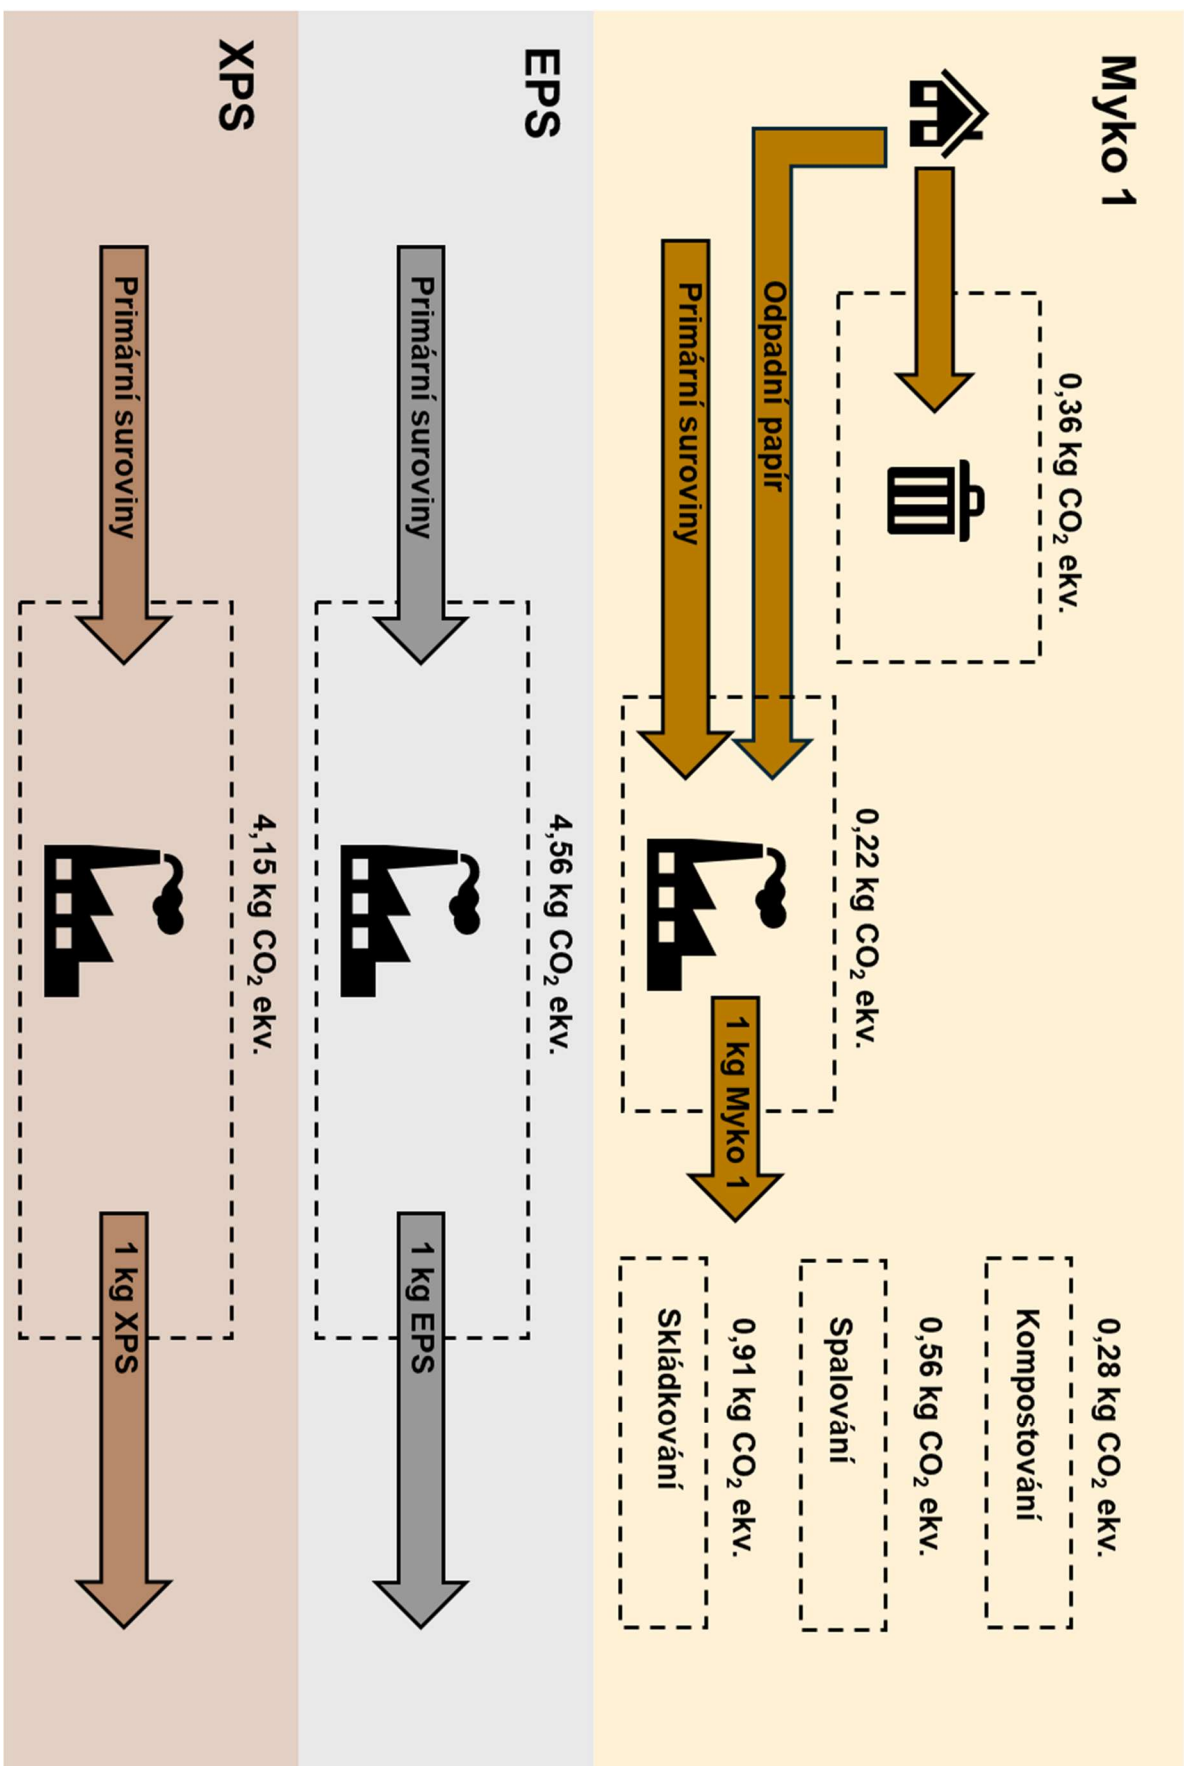 Myko 1
0,36 kg CO₂ ekv.
Odpadní papír
Primární suroviny
0,22 kg CO₂ ekv.
1 kg Myko 1
0,28 kg CO₂ ekv.
Kompostování
0,56 kg CO₂ ekv.
Spalování
0,91 kg CO₂ ekv.
Skládkování
EPS
Primární suroviny
4,56 kg CO₂ ekv.
1 kg EPS
XPS
Primární suroviny
4,15 kg CO₂ ekv.
1 kg XPS